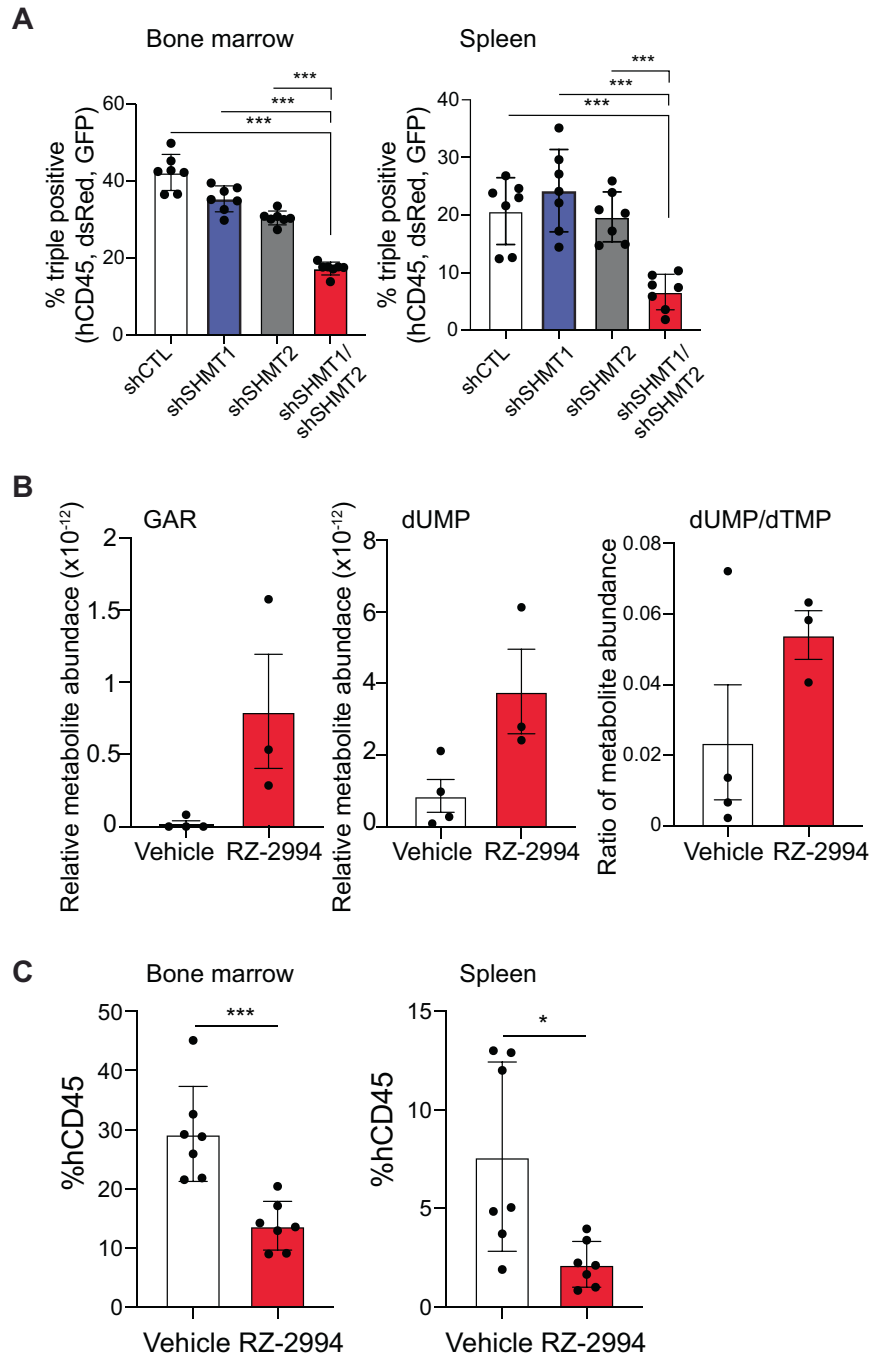 A
Bone marrow
Spleen
***
***
***
***
***
***
% triple positive
(hCD45, dsRed, GFP)
60
40
20
0
shCTL
shSHMT1
shSHMT2
shSHMT1/
shSHMT2
% triple positive
(hCD45, dsRed, GFP)
40
30
20
10
0
shCTL
shSHMT1
shSHMT2
shSHMT1/
shSHMT2
B
GAR
dUMP
dUMP/dTMP
Relative metabolite abundace (x10⁻¹²)
2
1.5
1
0.5
0
Vehicle RZ-2994
Relative metabolite abundance (x10⁻¹²)
8
6
4
2
0
Vehicle RZ-2994
Ratio of metabolite abundance
0.08
0.06
0.04
0.02
0
Vehicle RZ-2994
C
Bone marrow
Spleen
%hCD45
50
40
30
20
10
0
***
Vehicle RZ-2994
%hCD45
15
10
5
0
*
Vehicle RZ-2994